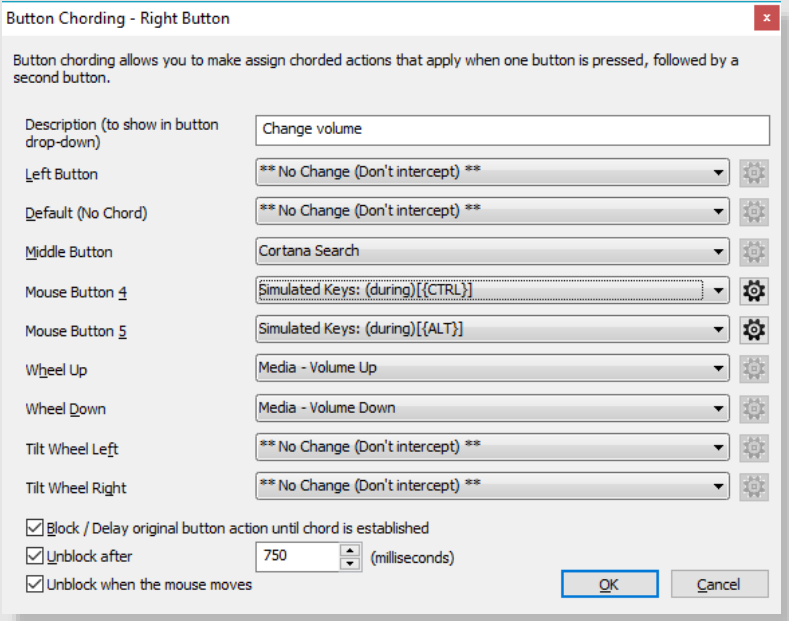 Button Chording - Right Button
x
Button chording allows you to make assign chorded actions that apply when one button is pressed, followed by a
second button.
Description (to show in button
drop-down)
Change volume
Left Button
** No Change (Don't intercept) **
Default (No Chord)
** No Change (Don't intercept) **
Middle Button
Cortana Search
Mouse Button 4
Simulated Keys: (during)[{CTRL}]
Mouse Button 5
Simulated Keys: (during)[{ALT}]
Wheel Up
Media - Volume Up
Wheel Down
Media - Volume Down
Tilt Wheel Left
** No Change (Don't intercept) **
Tilt Wheel Right
** No Change (Don't intercept) **
Block / Delay original button action until chord is established
Unblock after
750
(milliseconds)
Unblock when the mouse moves
OK
Cancel